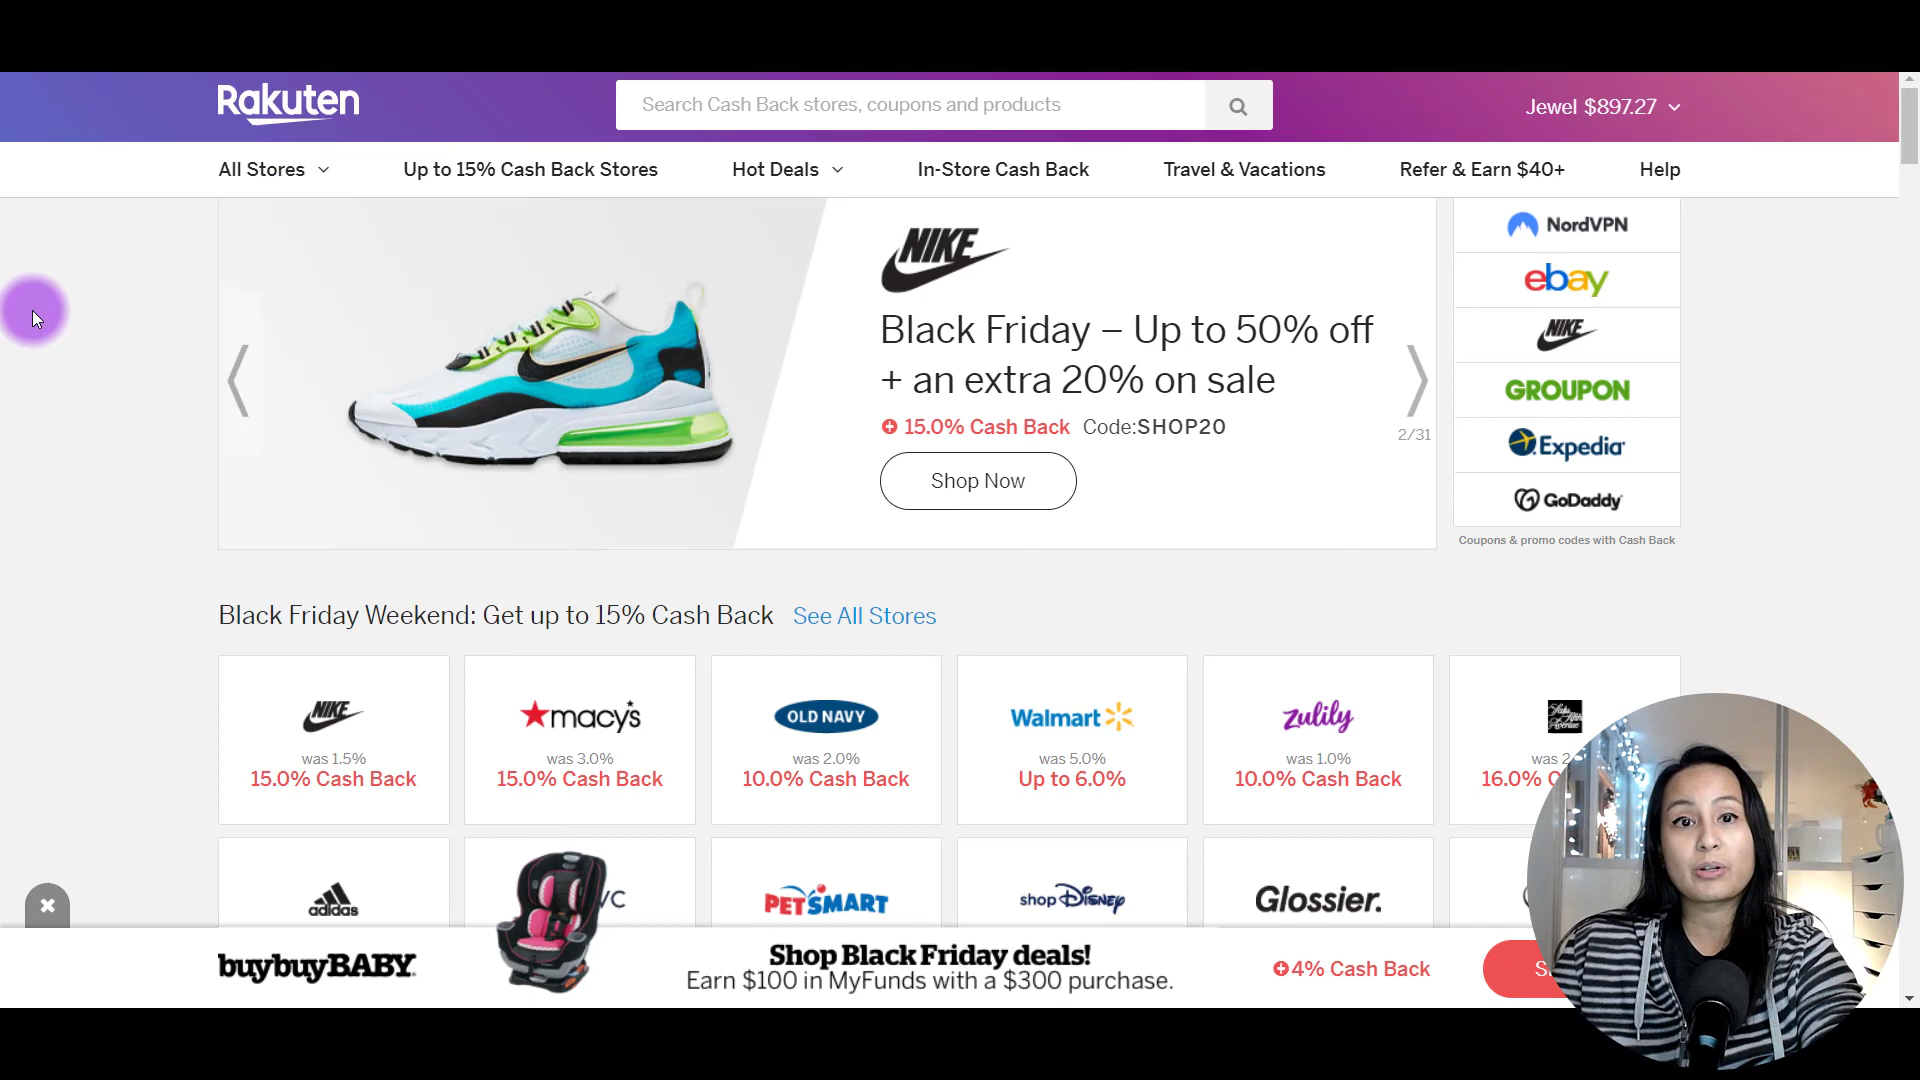 Rakuten
Search Cash Back stores, coupons and products
Jewel $897.27
All Stores
Up to 15% Cash Back Stores
Hot Deals
In-Store Cash Back
Travel & Vacations
Refer & Earn $40+
Help
NIKE
Black Friday – Up to 50% off
+ an extra 20% on sale
15.0% Cash Back Code:SHOP20
2/31
Shop Now
NordVPN
ebay
NIKE
GROUPON
Expedia
GoDaddy
Coupons & promo codes with Cash Back
Black Friday Weekend: Get up to 15% Cash Back See All Stores
NIKE
was 1.5%
15.0% Cash Back
macy's
was 3.0%
15.0% Cash Back
OLD NAVY
was 2.0%
10.0% Cash Back
Walmart
was 5.0%
Up to 6.0%
zulily
was 1.0%
10.0% Cash Back
Saks Fifth Avenue
was 2
16.0% C
adidas
VC
PETSMART
shop Disney
Glossier.
buybuyBABY
Shop Black Friday deals!
Earn $100 in MyFunds with a $300 purchase.
4% Cash Back